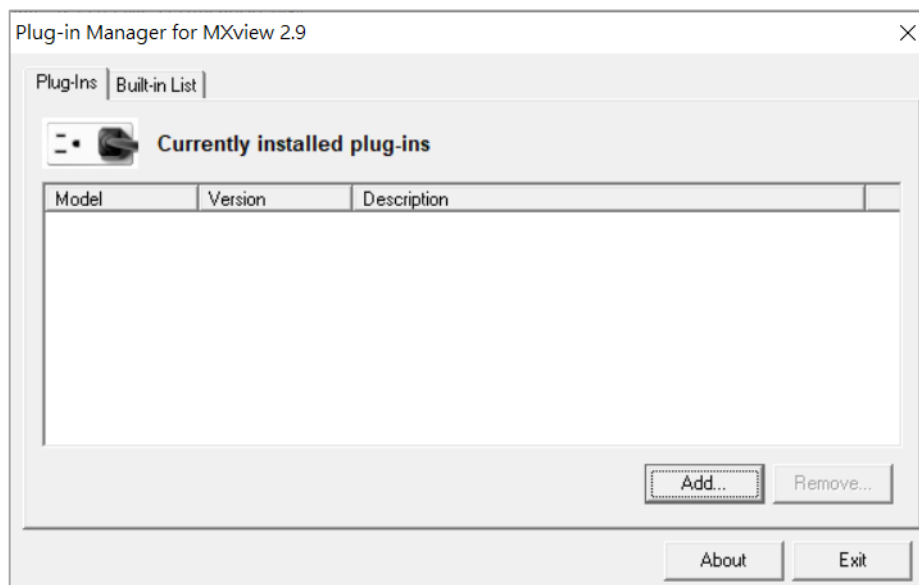 Plug-in Manager for MXview 2.9
Plug-Ins Built-in List
Currently installed plug-ins
Model Version Description
Add... Remove...
About Exit